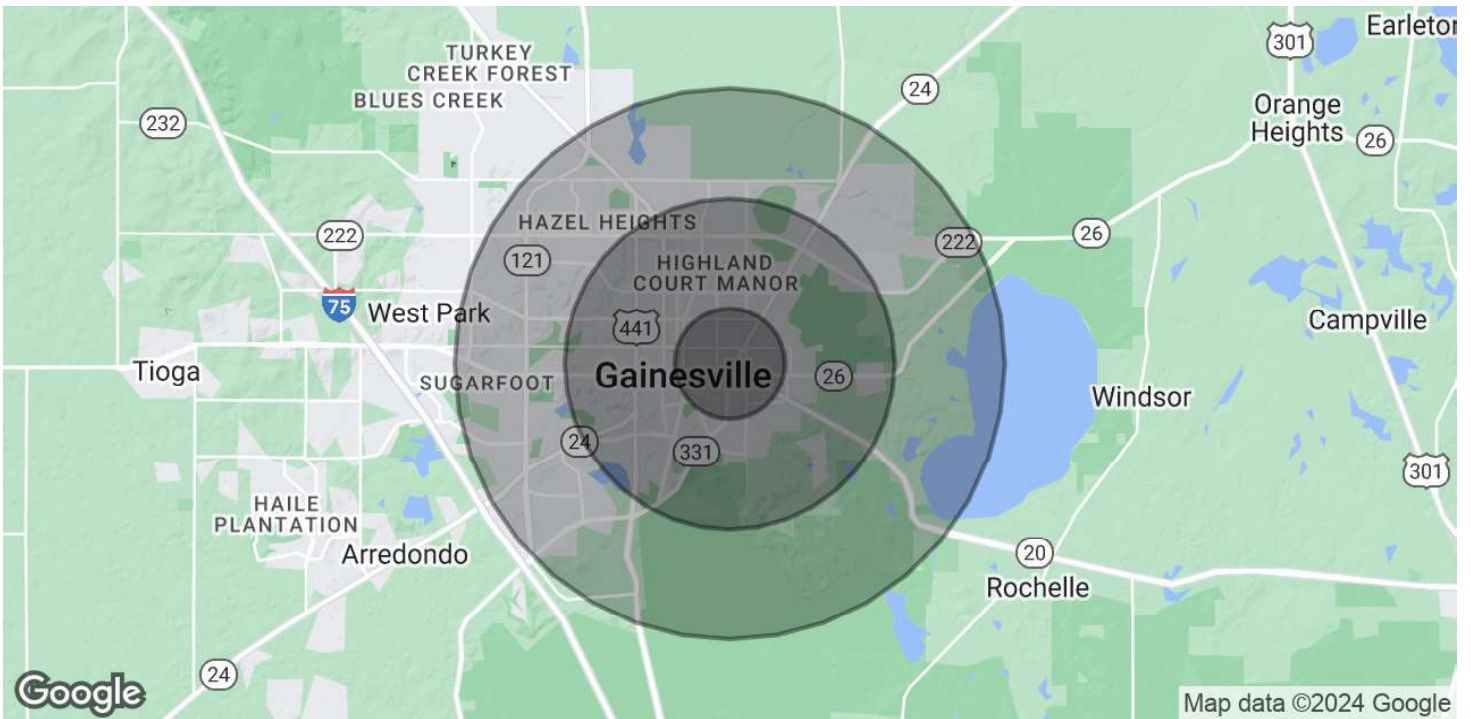 Earleton
301
TURKEY
CREEK FOREST
BLUES CREEK
24
Orange
Heights
232
26
HAZEL HEIGHTS
222
26
222
121
HIGHLAND
COURT MANOR
75
West Park
441
Campville
Tioga
Gainesville
26
SUGARFOOT
Windsor
24
331
301
HAILE
PLANTATION
Arredondo
20
Rochelle
24
Google
Map data ©2024 Google